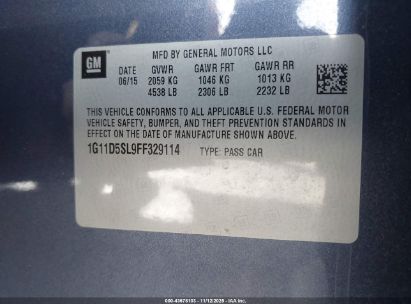 GM
MFD BY GENERAL MOTORS LLC
DATE GVWR GAWR FRT GAWR RR
06/15 2059 KG 1046 KG 1013 KG
4538 LB 2306 LB 2232 LB
THIS VEHICLE CONFORMS TO ALL APPLICABLE U.S. FEDERAL MOTOR
VEHICLE SAFETY, BUMPER, AND THEFT PREVENTION STANDARDS IN
EFFECT ON THE DATE OF MANUFACTURE SHOWN ABOVE.
1G11D5SL9FF329114 TYPE: PASS CAR